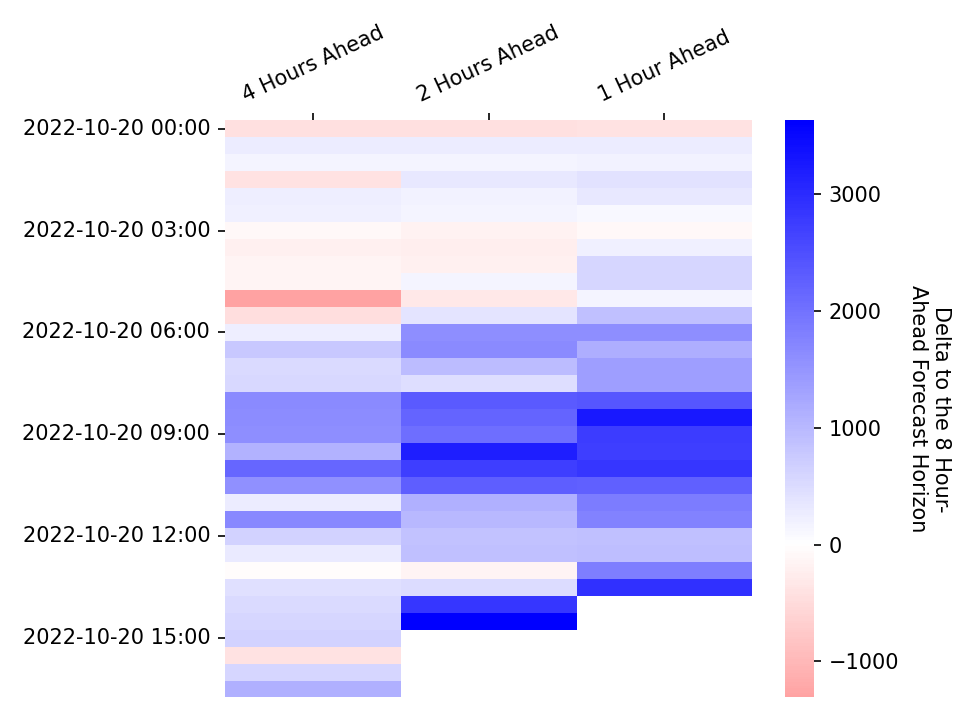 4 Hours Ahead
2 Hours Ahead
1 Hour Ahead
2022-10-20 00:00
2022-10-20 03:00
2022-10-20 06:00
2022-10-20 09:00
2022-10-20 12:00
2022-10-20 15:00
3000
2000
1000
0
−1000
Delta to the 8 Hour-
Ahead Forecast Horizon